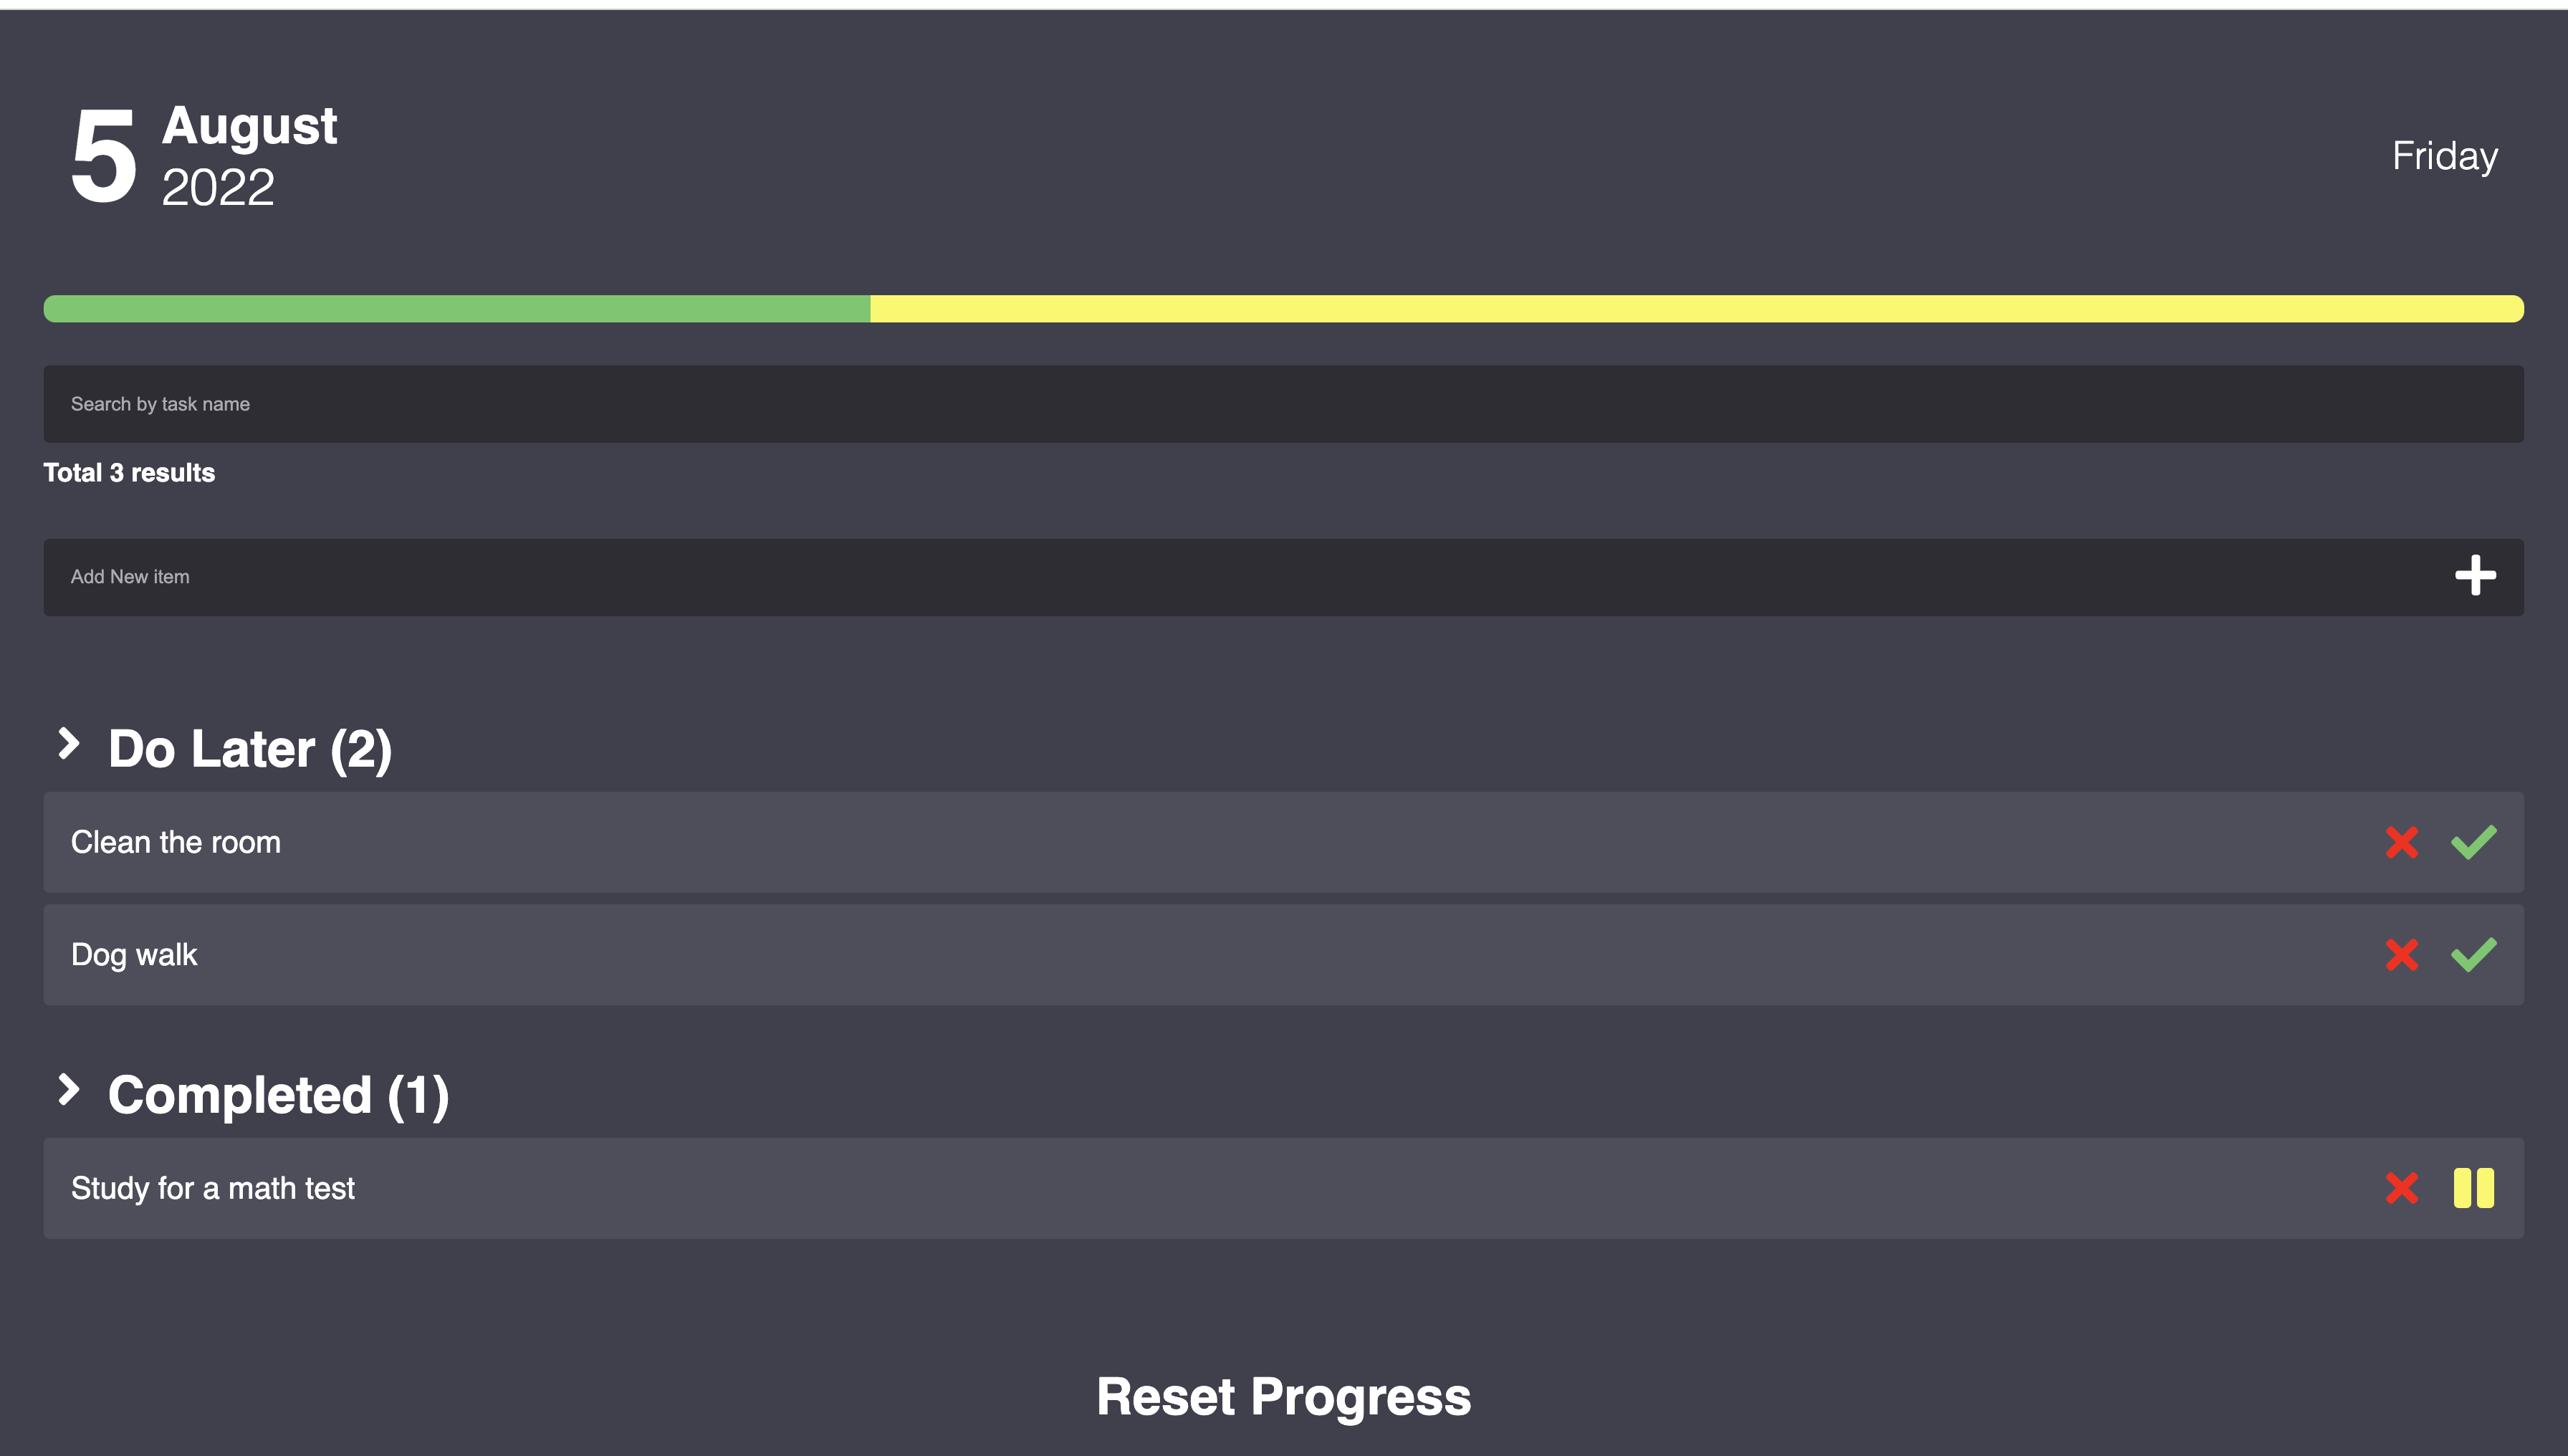 5
August
2022
Friday
Search by task name
Total 3 results
Add New item
Do Later (2)
Clean the room
Dog walk
Completed (1)
Study for a math test
Reset Progress